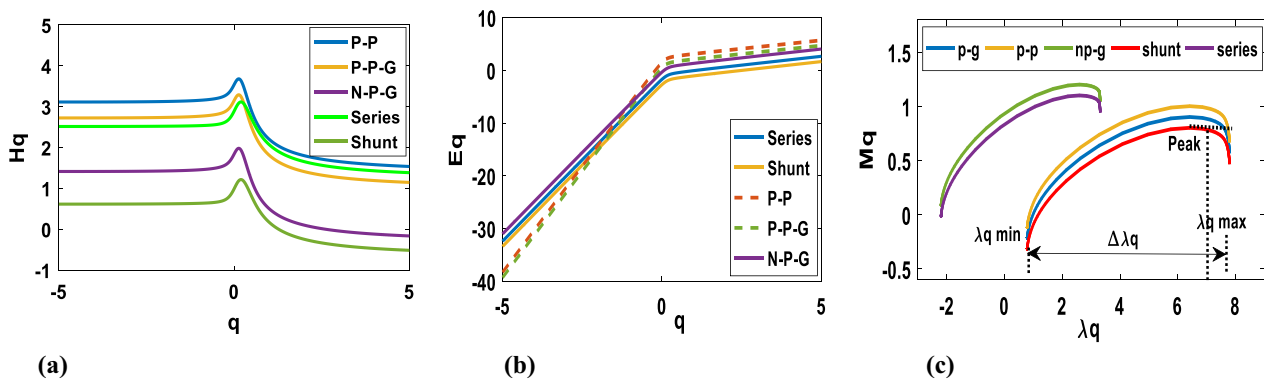 5
4
3
2
1
0
-1
-5
0
5
Hq
q
P-P
P-P-G
N-P-G
Series
Shunt
(a)
10
0
-10
-20
-30
-40
-5
0
5
Eq
q
Series
Shunt
P-P
P-P-G
N-P-G
(b)
1.5
1
0.5
0
-0.5
-2
0
2
4
6
8
Mq
λq
p-g
p-p
np-g
shunt
series
Peak
λq min
λq max
Δλq
(c)